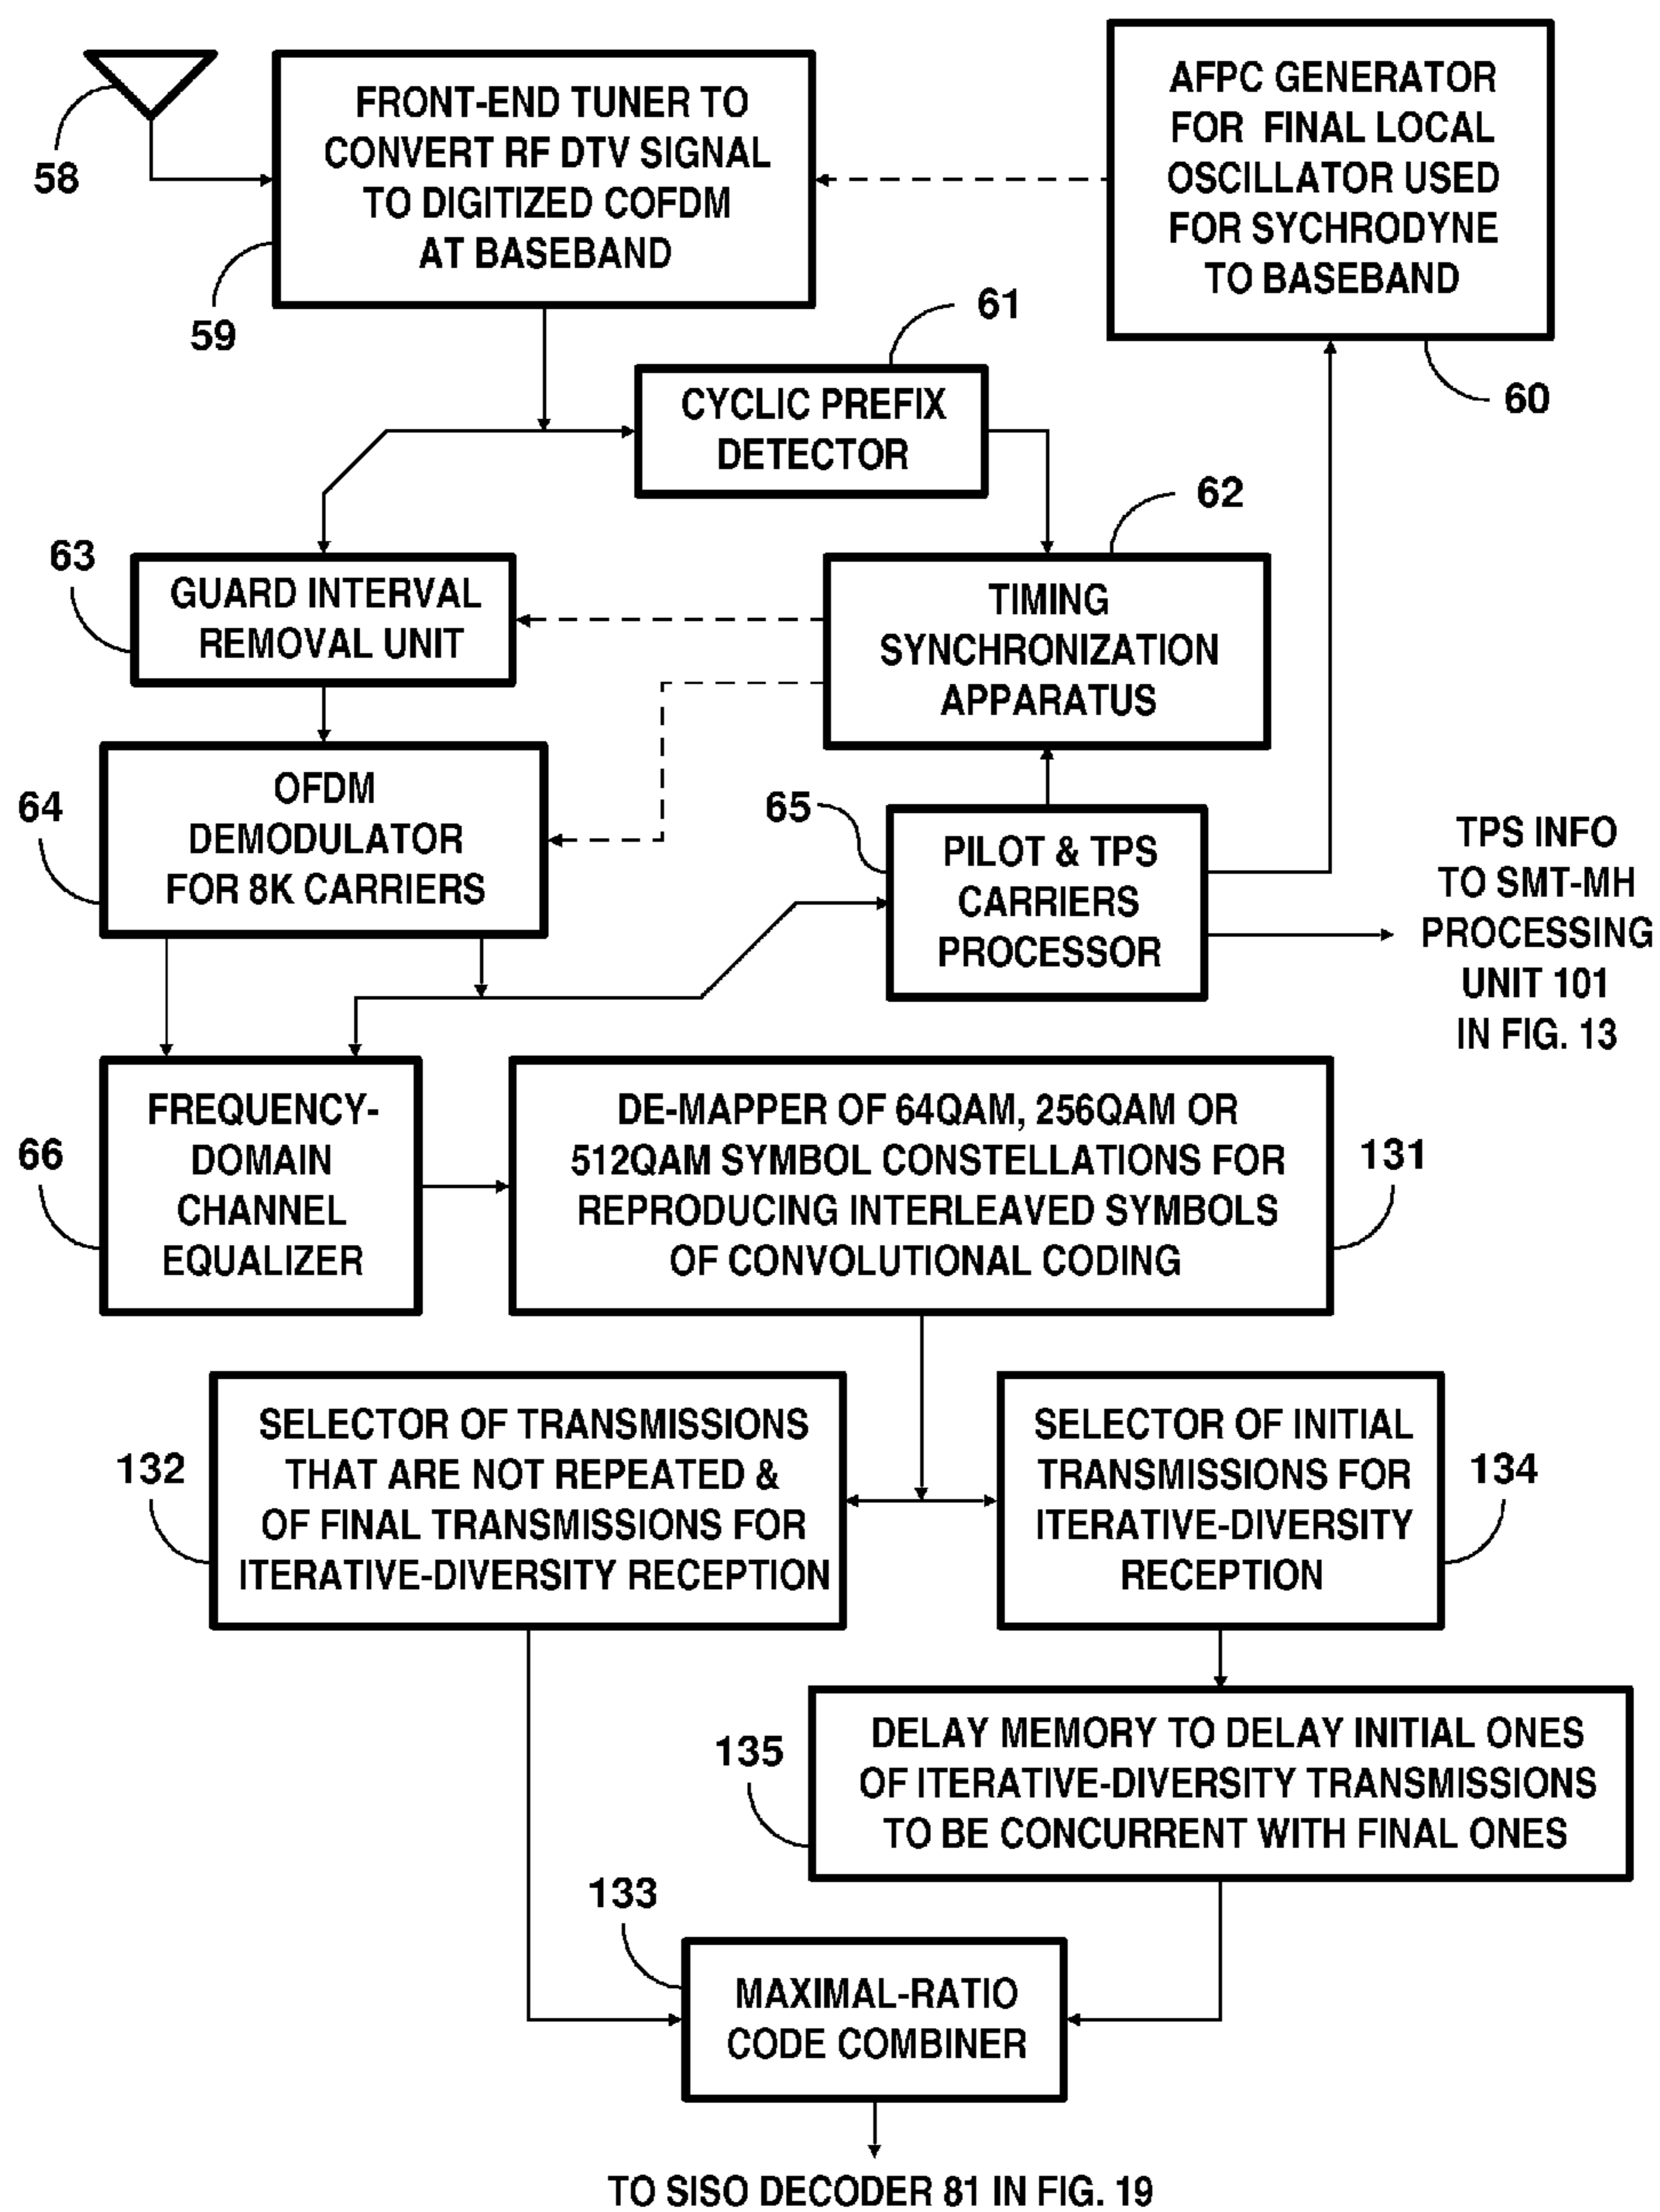 58
FRONT-END TUNER TO
CONVERT RF DTV SIGNAL
TO DIGITIZED COFDM
AT BASEBAND
59
AFPC GENERATOR
FOR FINAL LOCAL
OSCILLATOR USED
FOR SYCHRODYNE
TO BASEBAND
60
61
CYCLIC PREFIX
DETECTOR
62
63
GUARD INTERVAL
REMOVAL UNIT
TIMING
SYNCHRONIZATION
APPARATUS
64
OFDM
DEMODULATOR
FOR 8K CARRIERS
65
PILOT & TPS
CARRIERS
PROCESSOR
TPS INFO
TO SMT-MH
PROCESSING
UNIT 101
IN FIG. 13
66
FREQUENCY-
DOMAIN
CHANNEL
EQUALIZER
DE-MAPPER OF 64QAM, 256QAM OR
512QAM SYMBOL CONSTELLATIONS FOR
REPRODUCING INTERLEAVED SYMBOLS
OF CONVOLUTIONAL CODING
131
132
SELECTOR OF TRANSMISSIONS
THAT ARE NOT REPEATED &
OF FINAL TRANSMISSIONS FOR
ITERATIVE-DIVERSITY RECEPTION
SELECTOR OF INITIAL
TRANSMISSIONS FOR
ITERATIVE-DIVERSITY
RECEPTION
134
135
DELAY MEMORY TO DELAY INITIAL ONES
OF ITERATIVE-DIVERSITY TRANSMISSIONS
TO BE CONCURRENT WITH FINAL ONES
133
MAXIMAL-RATIO
CODE COMBINER
TO SISO DECODER 81 IN FIG. 19